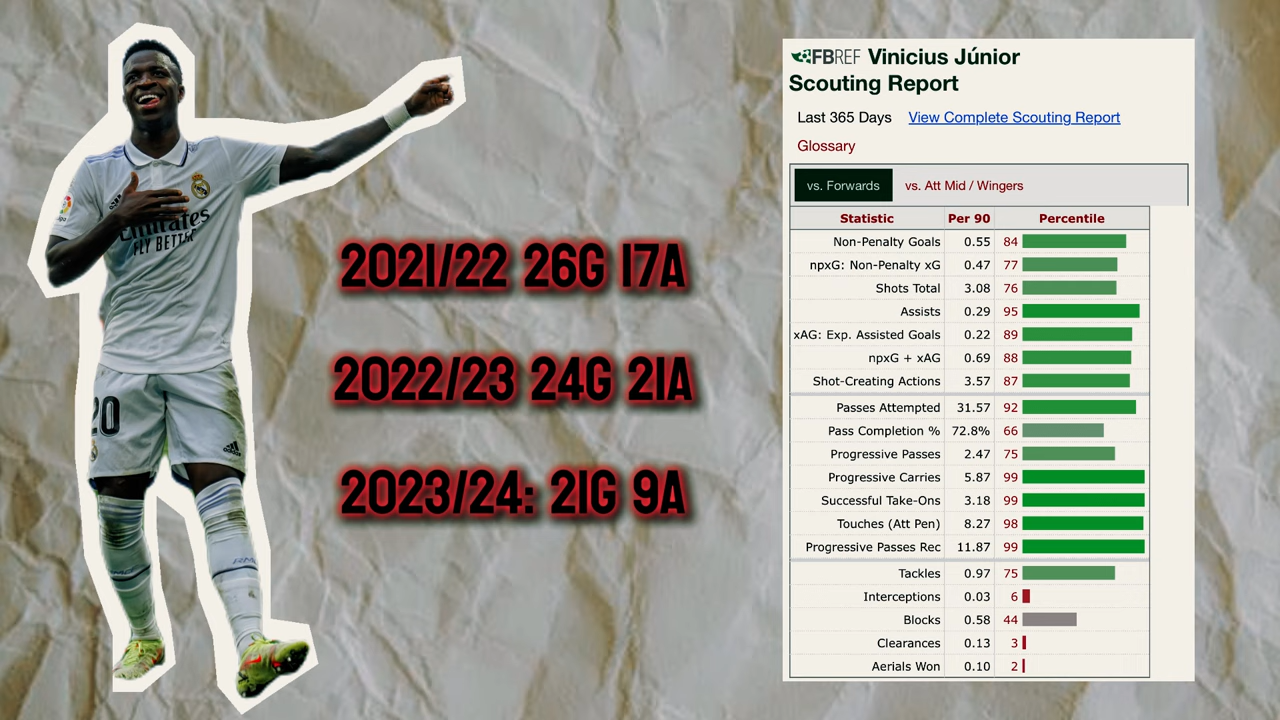 Emirates
FLY BETTER
20
2021/22 26G 17A
2022/23 24G 21A
2023/24: 21G 9A
FBREF Vinicius Júnior
Scouting Report
Last 365 Days View Complete Scouting Report
Glossary
vs. Forwards vs. Att Mid / Wingers
Statistic Per 90 Percentile
Non-Penalty Goals 0.55 84
npxG: Non-Penalty xG 0.47 77
Shots Total 3.08 76
Assists 0.29 95
xAG: Exp. Assisted Goals 0.22 89
npxG + xAG 0.69 88
Shot-Creating Actions 3.57 87
Passes Attempted 31.57 92
Pass Completion % 72.8% 66
Progressive Passes 2.47 75
Progressive Carries 5.87 99
Successful Take-Ons 3.18 99
Touches (Att Pen) 8.27 98
Progressive Passes Rec 11.87 99
Tackles 0.97 75
Interceptions 0.03 6
Blocks 0.58 44
Clearances 0.13 3
Aerials Won 0.10 2